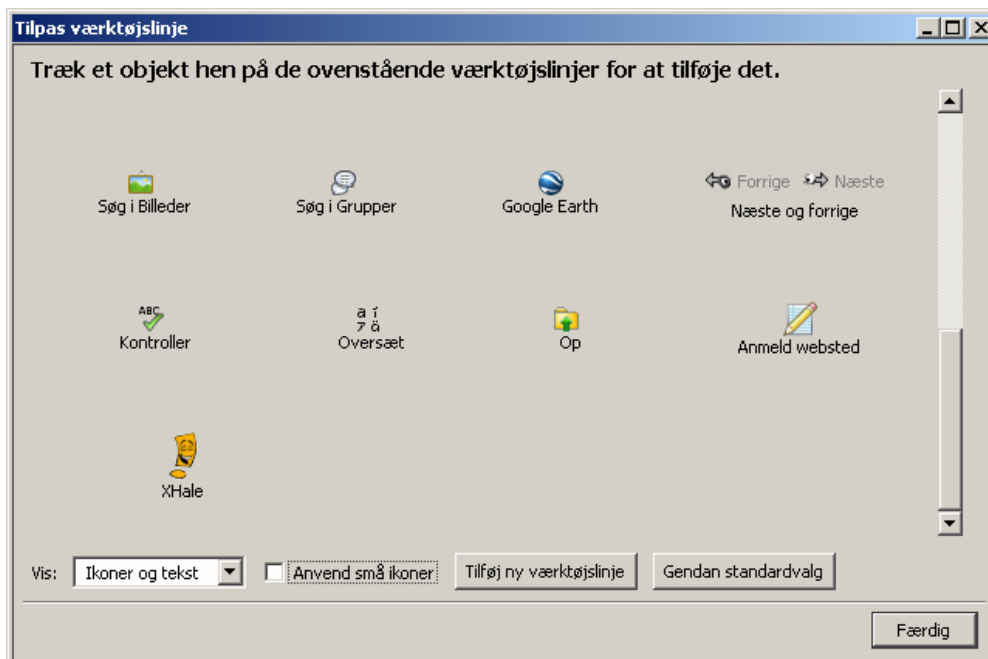 Tilpas værktøjslinje
Træk et objekt hen på de ovenstående værktøjslinjer for at tilføje det.
Søg i Billeder
Søg i Grupper
Google Earth
Forrige Næste
Næste og forrige
ABC
Kontroller
Oversæt
Op
Anmeld websted
XHale
Vis: Ikoner og tekst Anvend små ikoner Tilføj ny værktøjslinje Gendan standardvalg
Færdig